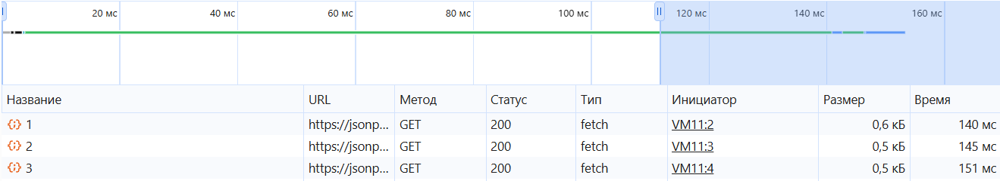 20 мс 40 мс 60 мс 80 мс 100 мс 120 мс 140 мс 160 мс
Название URL Метод Статус Тип Инициатор Размер Время
1 https://jsonp... GET 200 fetch VM11:2 0,6 кБ 140 мс
2 https://jsonp... GET 200 fetch VM11:3 0,5 кБ 145 мс
3 https://jsonp... GET 200 fetch VM11:4 0,5 кБ 151 мс